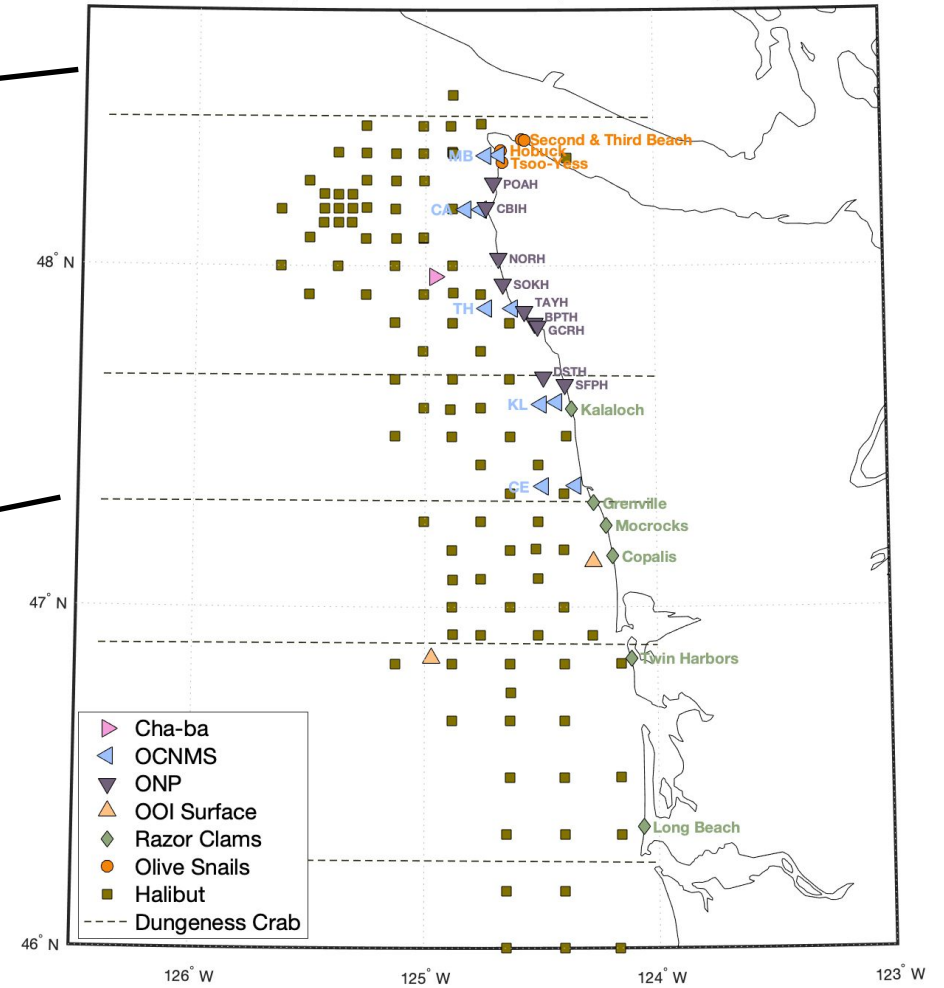 Second & Third Beach
Hobuck
MB
Tsoo-Yess
POAH
CA
CBIH
48° N
NORH
SOKH
TAYH
TH
BPTH
GCRH
DSTH
SFPH
KL
Kalaloch
CE
Grenville
Mocrocks
Copalis
47° N
Twin Harbors
Cha-ba
OCNMS
ONP
OOI Surface
Long Beach
Razor Clams
Olive Snails
Halibut
Dungeness Crab
46° N
126° W
125° W
124° W
123° W